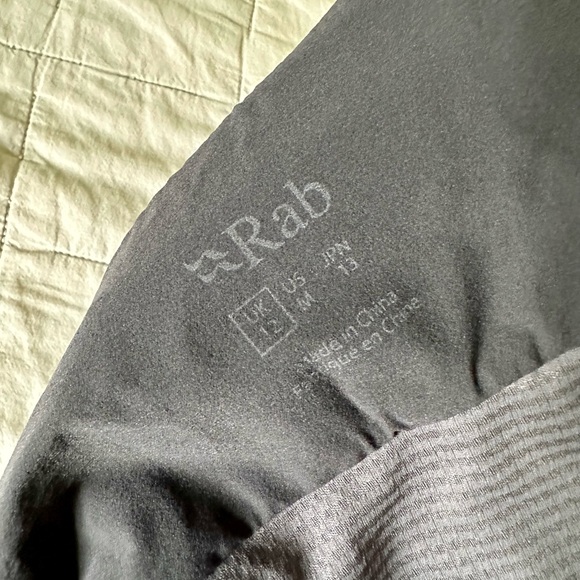 Rab
UK US JPN
12 M 13
Made in China
Fabriqué en Chine